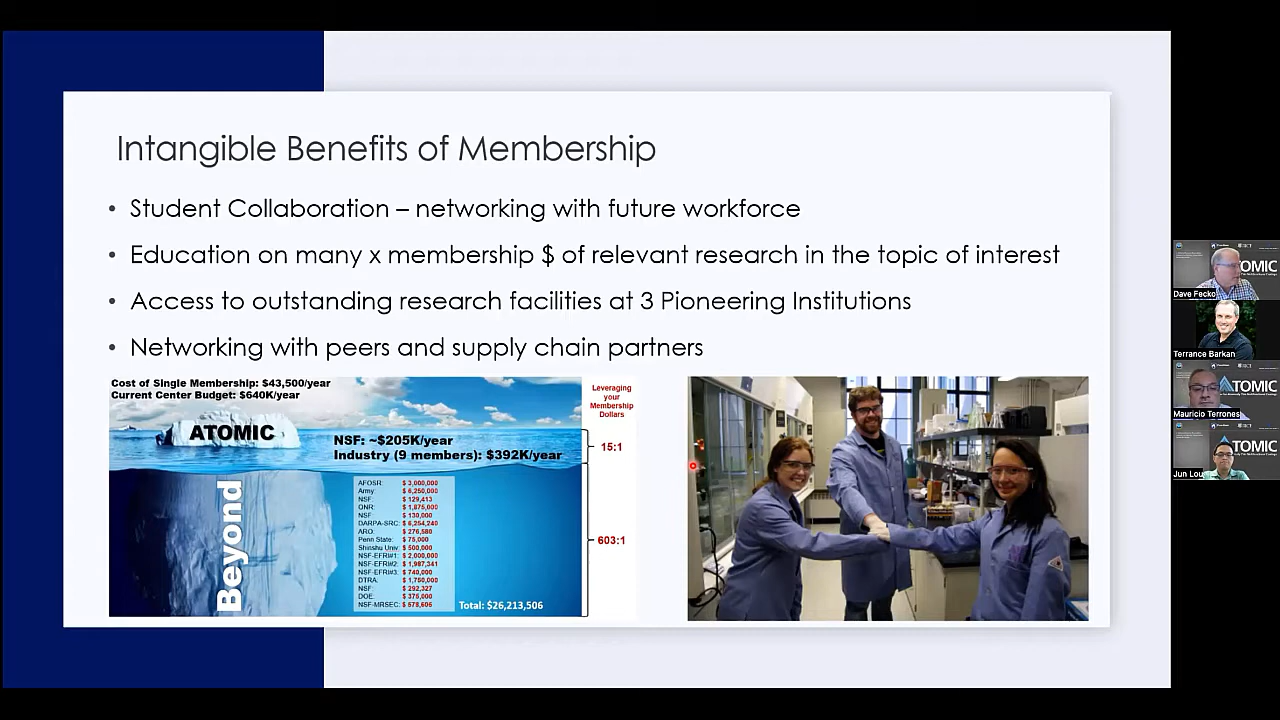 Intangible Benefits of Membership
• Student Collaboration – networking with future workforce
• Education on many x membership $ of relevant research in the topic of interest
• Access to outstanding research facilities at 3 Pioneering Institutions
• Networking with peers and supply chain partners
Cost of Single Membership: $43,500/year
Current Center Budget: $640K/year
ATOMIC
NSF: ~$205K/year
Industry (9 members): $392K/year
Leveraging
your
Membership
Dollars
15:1
603:1
Beyond
AFOSR: $ 3,000,000
Army: $ 6,250,000
NSF: $ 129,413
ONR: $ 1,875,000
NSF: $ 130,000
DARPA-SRC: $ 6,254,240
ARO: $ 276,580
Penn State: $ 75,000
Shinshu Univ: $ 500,000
NSF-EFRI#1: $ 2,000,000
NSF-EFRI#2: $ 1,987,341
NSF-EFRI#3: $ 740,000
DTRA: $ 1,750,000
NSF: $ 292,327
DOE: $ 375,000
NSF-MRSEC: $ 578,605
Total: $26,213,506
OMIC
Dave Fecko
Terrance Barkan
ATOMIC
Mauricio Terrones
ATOMIC
Jun Lou